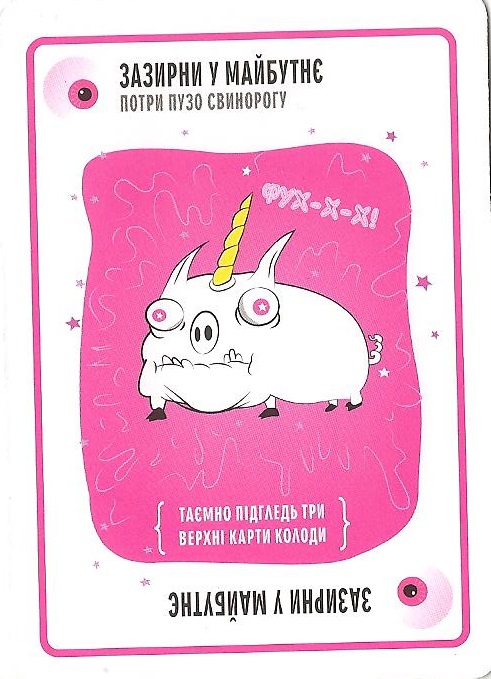 ЗАЗИРНИ У МАЙБУТНЄ
ПОТРИ ПУЗО СВИНОРОГУ
ФУХ-Х-Х!
ТАЄМНО ПІДГЛЕДЬ ТРИ
ВЕРХНІ КАРТИ КОЛОДИ
ЗАЗИРНИ У МАЙБУТНЄ